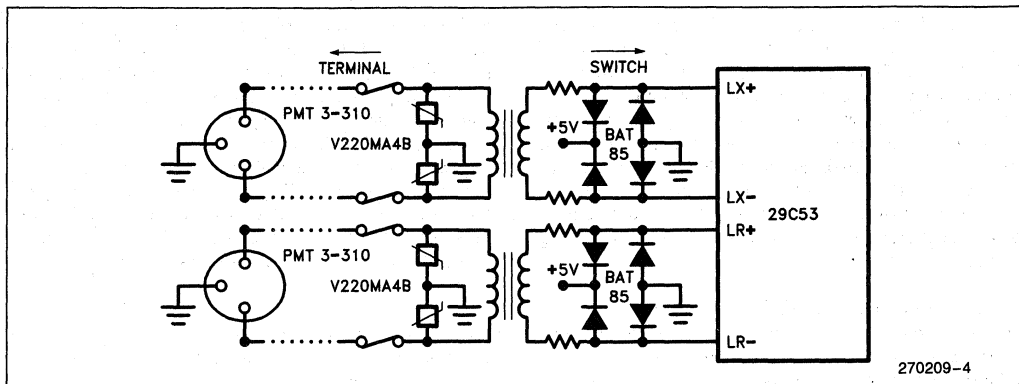 TERMINAL
SWITCH
PMT 3-310
V220MA4B
+5V
BAT
85
LX+
LX-
29C53
LR+
PMT 3-310
V220MA4B
+5V
BAT
85
LR-
270209-4